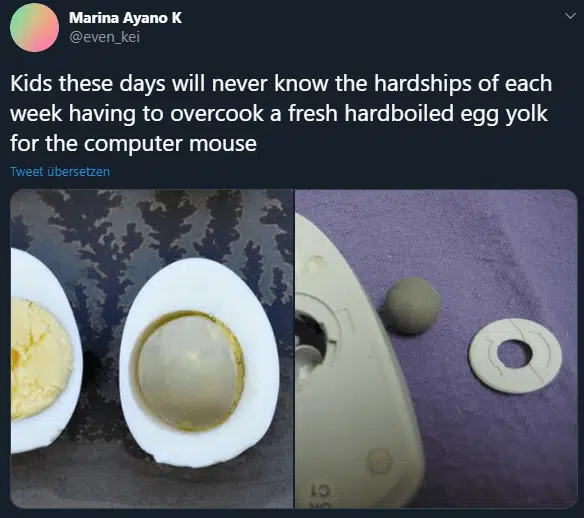 Marina Ayano K
@even_kei
Kids these days will never know the hardships of each
week having to overcook a fresh hardboiled egg yolk
for the computer mouse
Tweet übersetzen